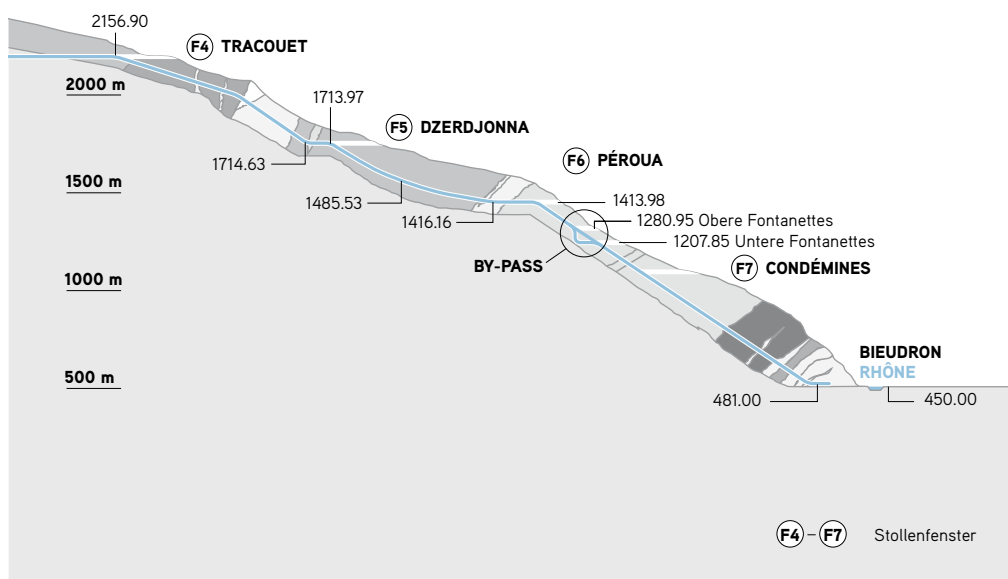 2156.90
F4 TRACOUET
2000 m
1713.97
F5 DZERDJONNA
1714.63
F6 PÉROUA
1500 m
1485.53
1413.98
1416.16
1280.95 Obere Fontanettes
1207.85 Untere Fontanettes
BY-PASS
F7 CONDÉMINES
1000 m
BIEUDRON
RHÔNE
500 m
481.00
450.00
F4 – F7 Stollenfenster